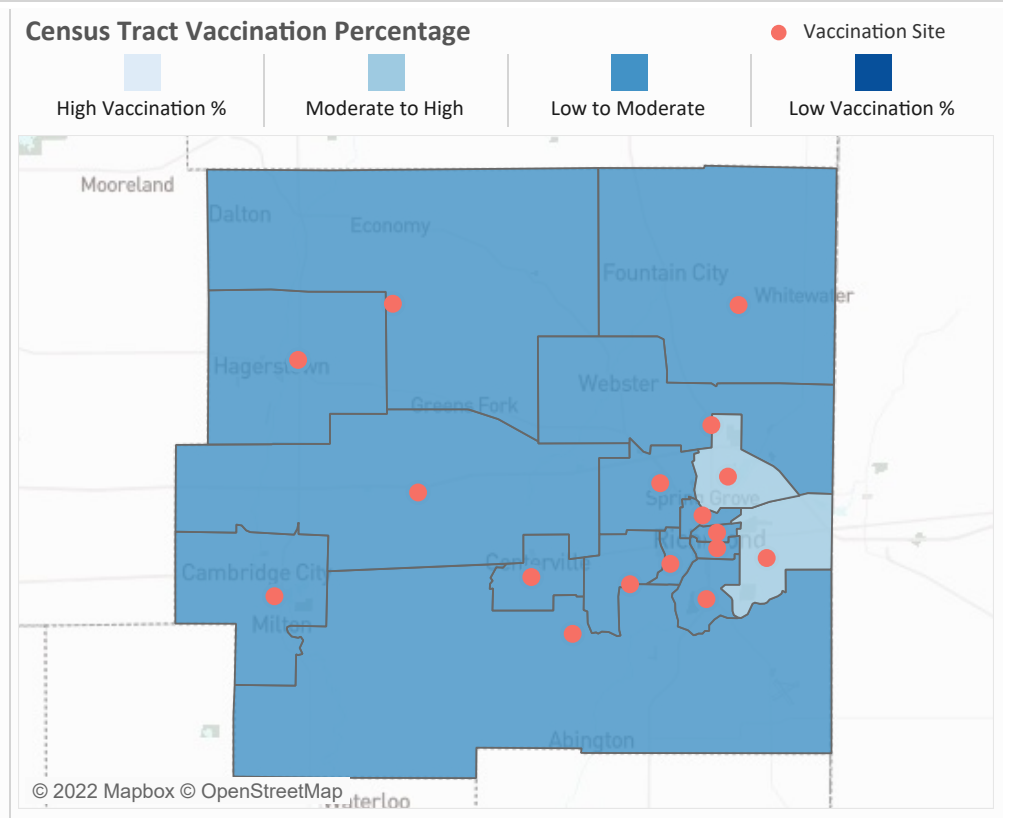 Census Tract Vaccination Percentage
Vaccination Site
High Vaccination %
Moderate to High
Low to Moderate
Low Vaccination %
Mooreland
Dalton
Economy
Fountain City
Whitewater
Hagerstown
Webster
Greens Fork
Spring Grove
Richmond
Centerville
Cambridge City
Milton
Abington
© 2022 Mapbox © OpenStreetMap
Waterloo